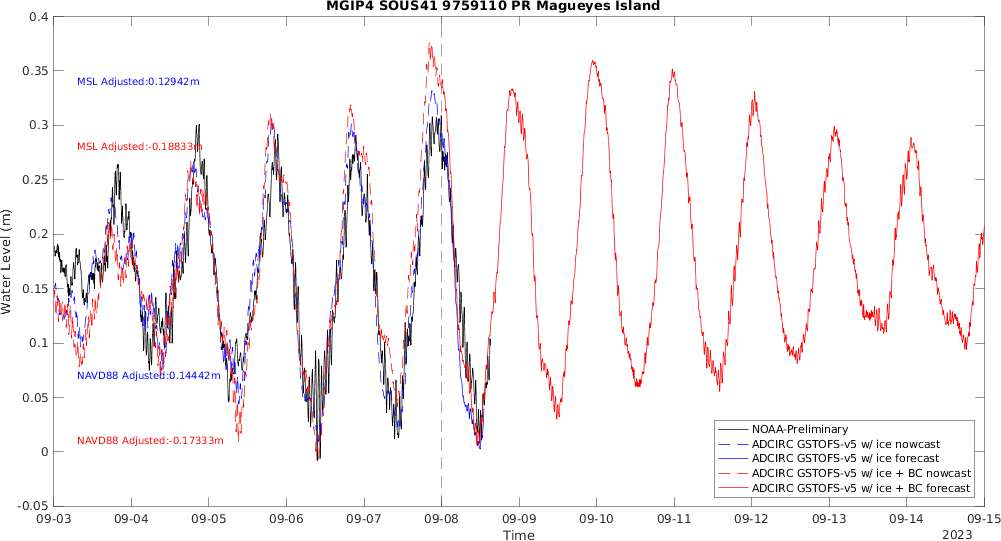 MGIP4 SOUS41 9759110 PR Magueyes Island
0.4
0.35
0.3
0.25
0.2
0.15
0.1
0.05
0
-0.05
Water Level (m)
MSL Adjusted:0.12942m
MSL Adjusted:-0.18833m
NAVD88 Adjusted:0.14442m
NAVD88 Adjusted:-0.17333m
NOAA-Preliminary
ADCIRC GSTOFS-v5 w/ ice nowcast
ADCIRC GSTOFS-v5 w/ ice forecast
ADCIRC GSTOFS-v5 w/ ice + BC nowcast
ADCIRC GSTOFS-v5 w/ ice + BC forecast
09-03 09-04 09-05 09-06 09-07 09-08 09-09 09-10 09-11 09-12 09-13 09-14 09-15
Time
2023